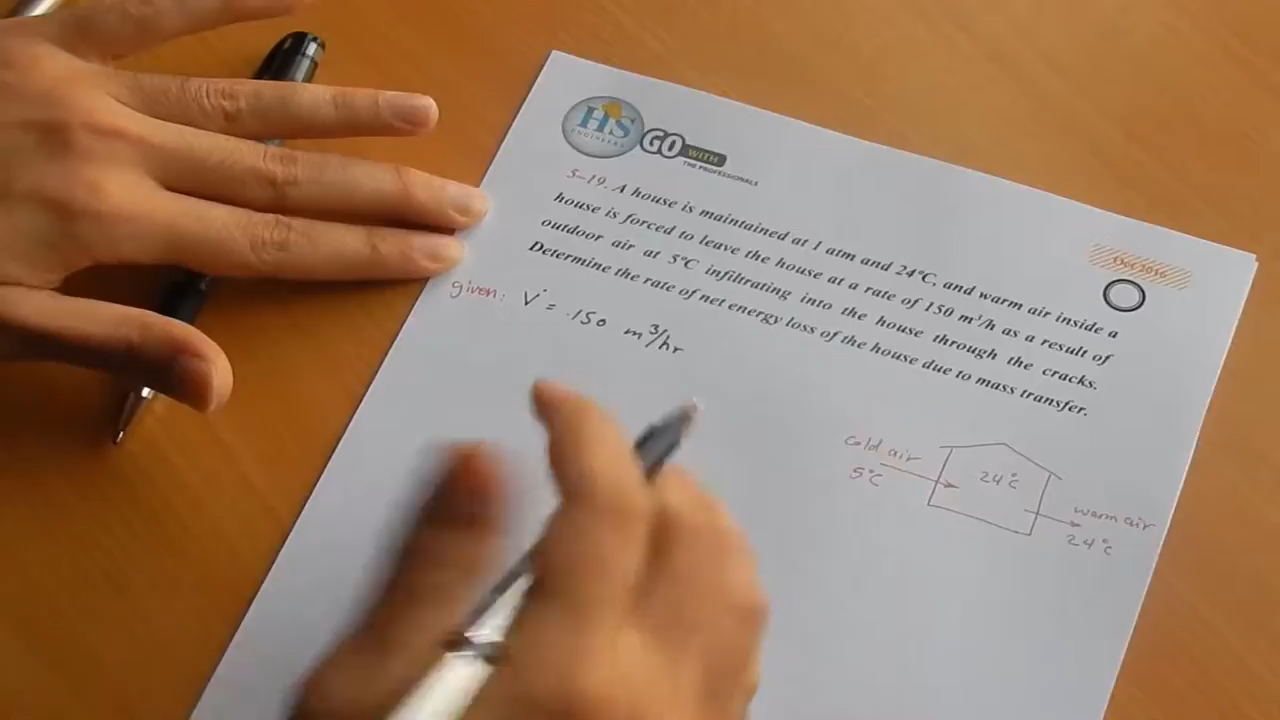 HIS
ENGINEERS
GO WITH
THE PROFESSIONALS
5-19. A house is maintained at 1 atm and 24°C, and warm air inside a
house is forced to leave the house at a rate of 150 m³/h as a result of
outdoor air at 5°C infiltrating into the house through the cracks.
Determine the rate of net energy loss of the house due to mass transfer.
Oct 2016
given: V̇ = 150 m³/hr
cold air
5°C
24°C
warm air
24°C